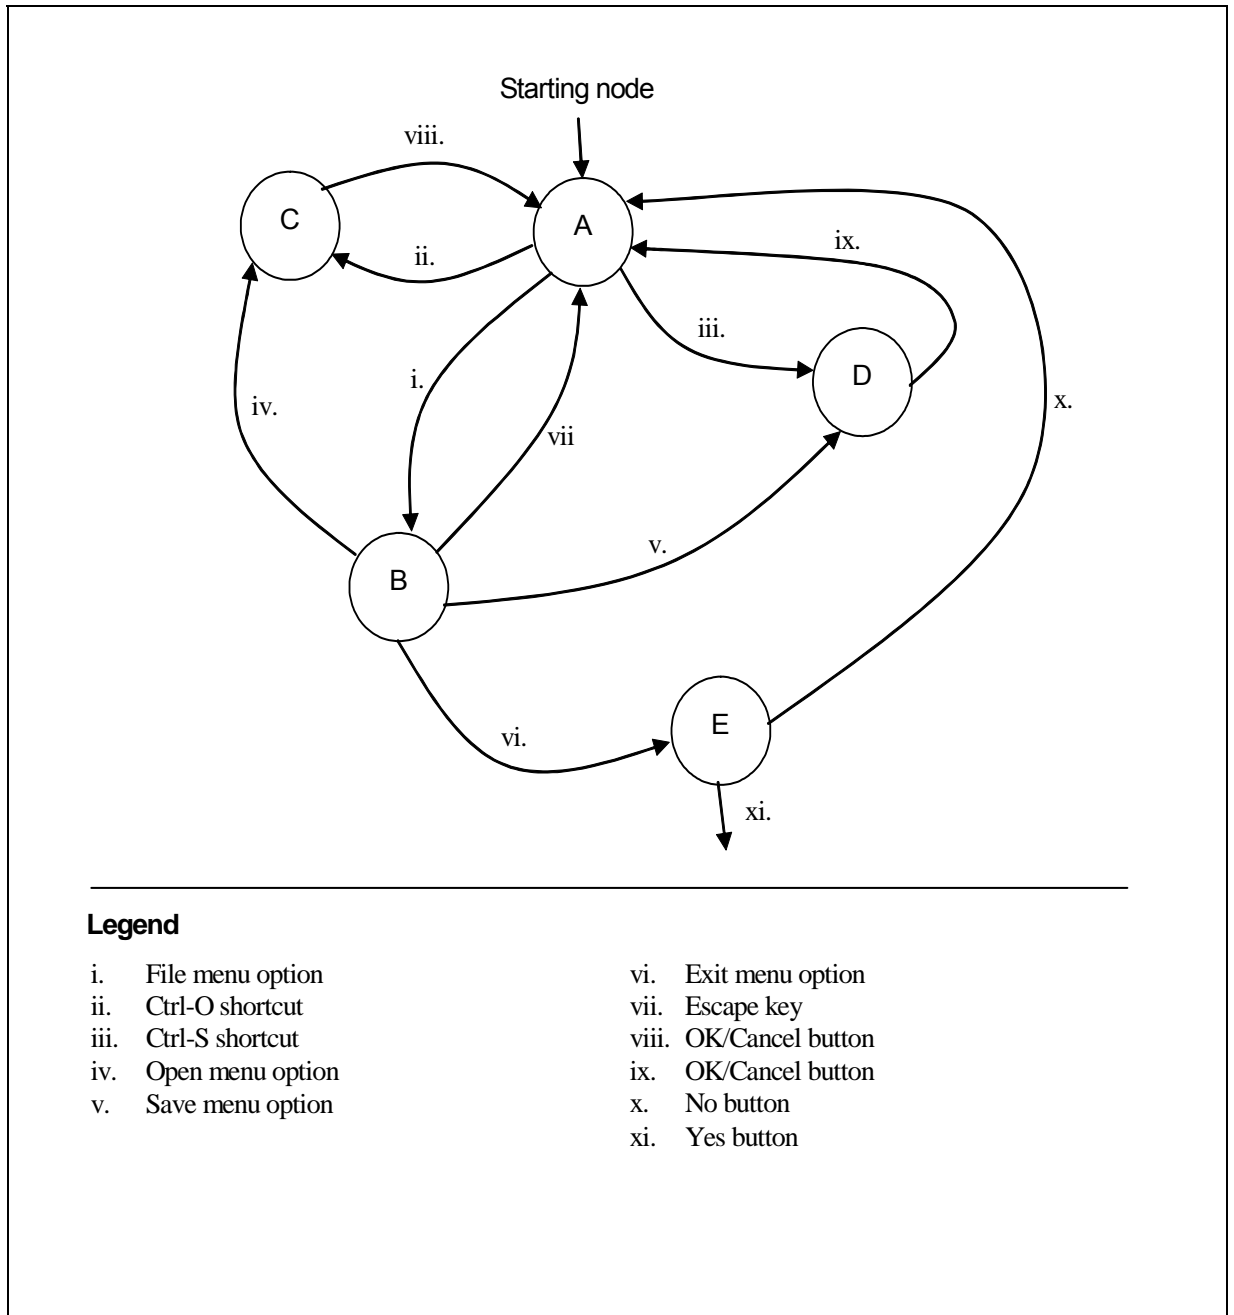 Starting node
viii.
C
A
ii.
ix.
iii.
D
i.
iv.
x.
vii
v.
B
E
vi.
xi.
Legend
i. File menu option
ii. Ctrl-O shortcut
iii. Ctrl-S shortcut
iv. Open menu option
v. Save menu option
vi. Exit menu option
vii. Escape key
viii. OK/Cancel button
ix. OK/Cancel button
x. No button
xi. Yes button